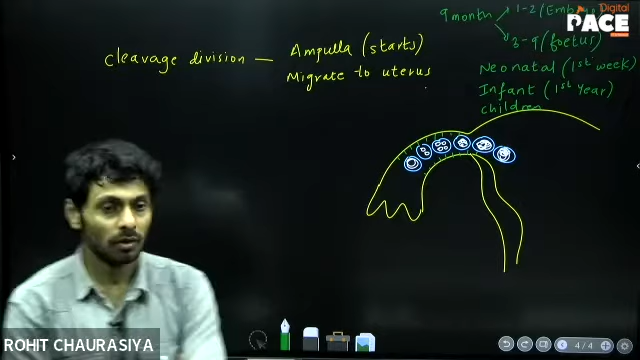 cleavage division — Ampulla (starts)
Migrate to uterus
9 month 1-2 (Embryo
3-9 (foetus)
Neonatal (1st week)
Infant (1st year)
children
Digital
PACE
ROHIT CHAURASIYA
4/4